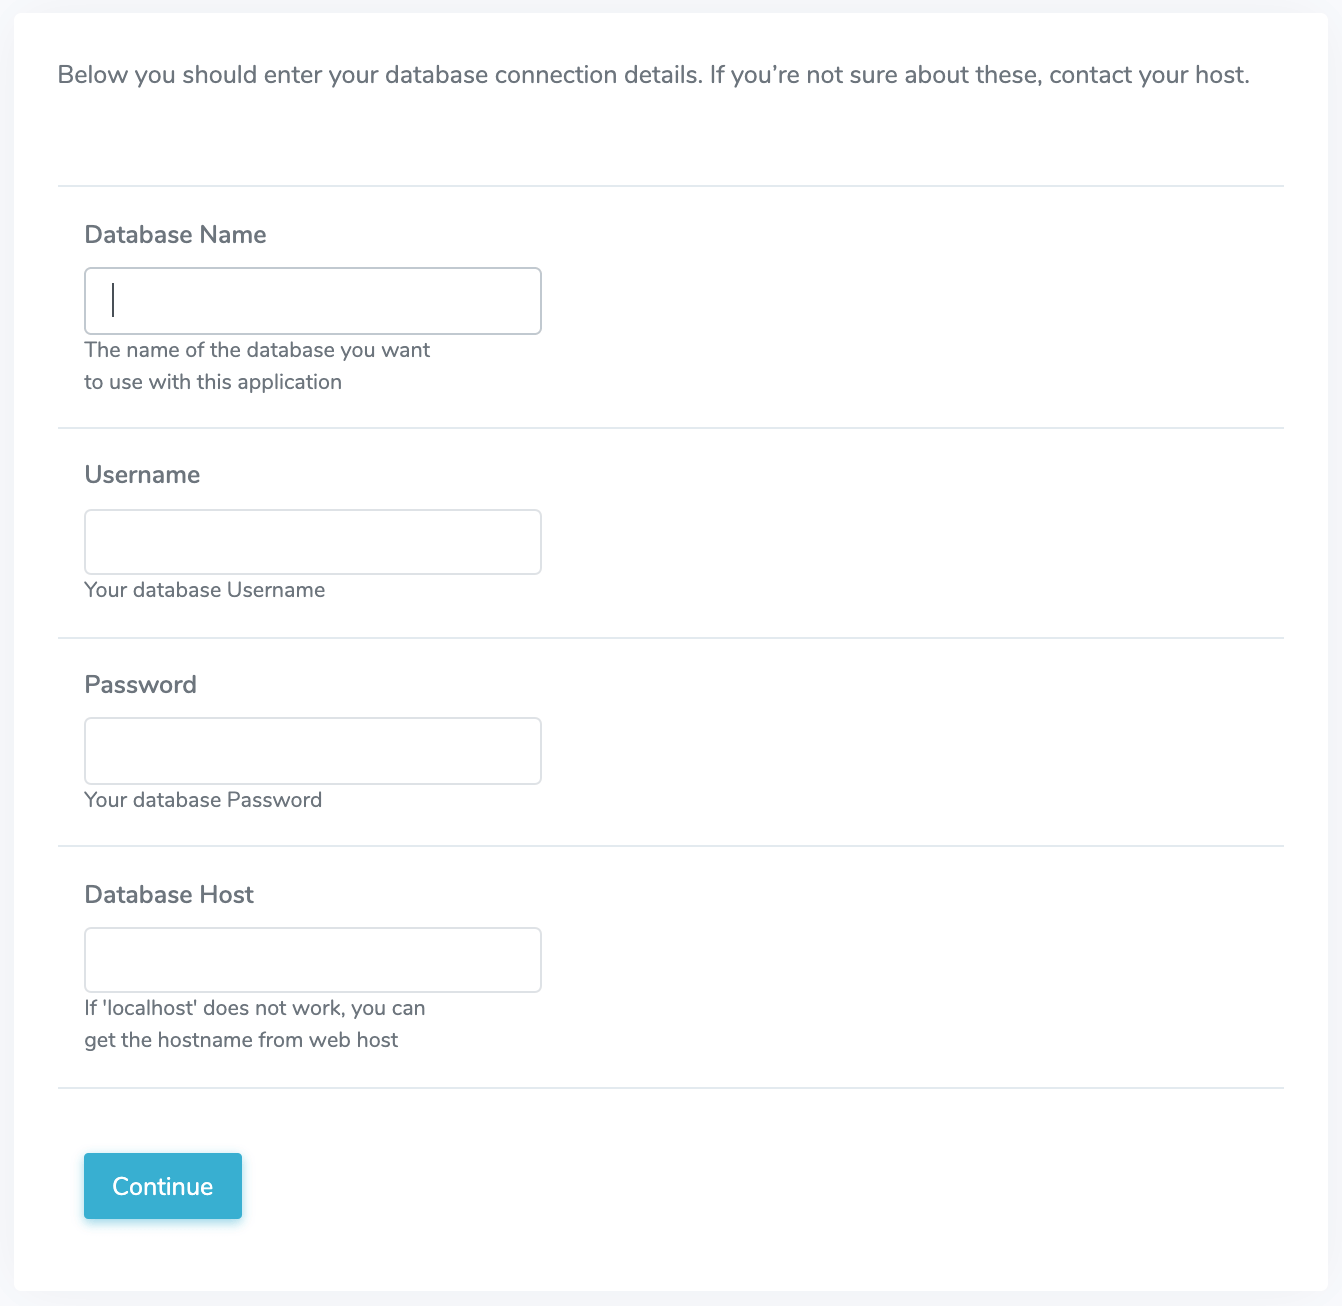 Below you should enter your database connection details. If you’re not sure about these, contact your host.
Database Name
The name of the database you want
to use with this application
Username
Your database Username
Password
Your database Password
Database Host
If 'localhost' does not work, you can
get the hostname from web host
Continue